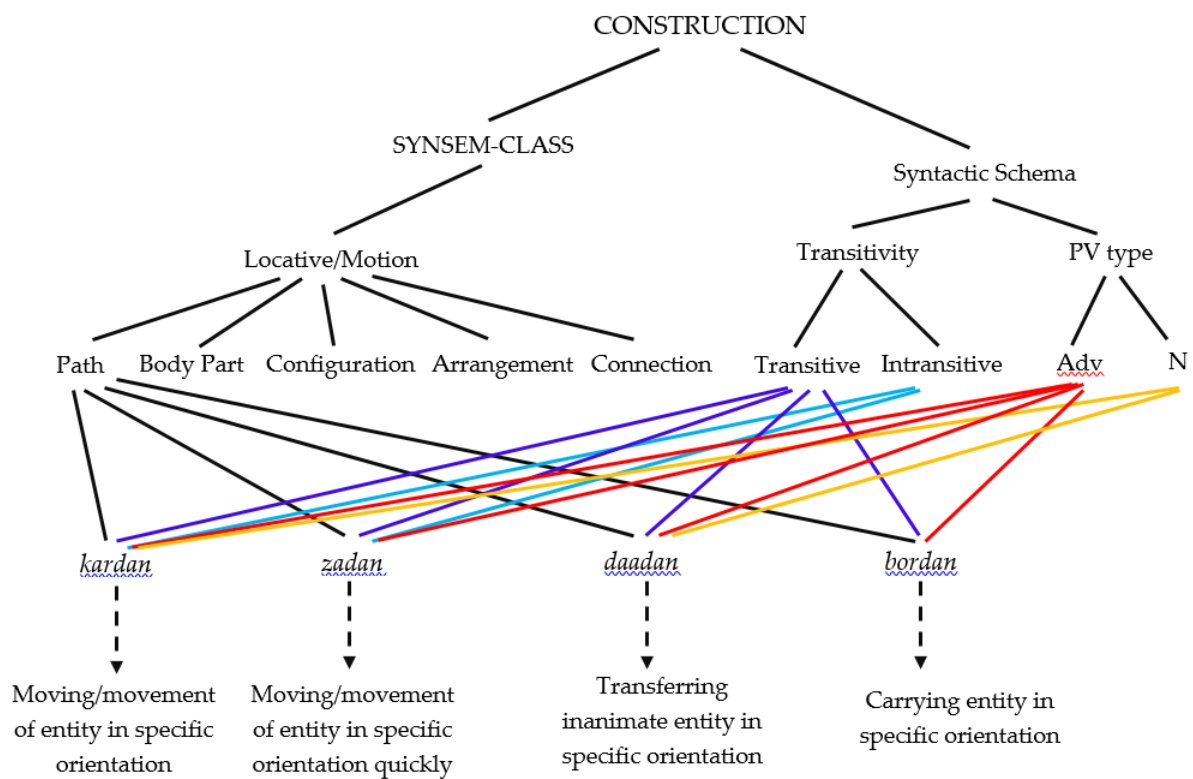 CONSTRUCTION
SYNSEM-CLASS
Syntactic Schema
Locative/Motion
Transitivity
PV type
Path
Body Part
Configuration
Arrangement
Connection
Transitive
Intransitive
Adv
N
kardan
zadan
daadan
bordan
Moving/movement
of entity in specific
orientation
Moving/movement
of entity in specific
orientation quickly
Transferring
inanimate entity in
specific orientation
Carrying entity in
specific orientation